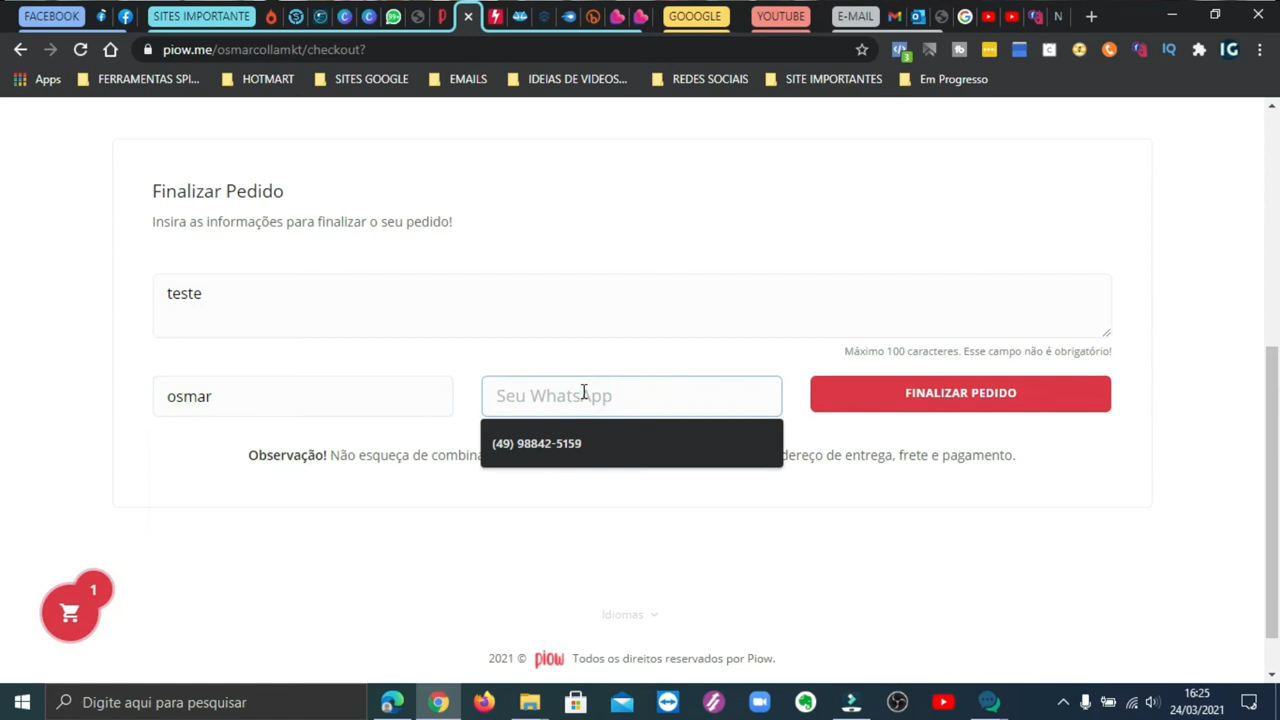 FACEBOOK
SITES IMPORTANTE
GOOOGLE
YOUTUBE
E-MAIL
N
piow.me/osmarcollamkt/checkout?
3
IQ
IG
Apps
FERRAMENTAS SPI...
HOTMART
SITES GOOGLE
EMAILS
IDEIAS DE VIDEOS...
REDES SOCIAIS
SITE IMPORTANTES
Em Progresso
Finalizar Pedido
Insira as informações para finalizar o seu pedido!
teste
Máximo 100 caracteres. Esse campo não é obrigatório!
osmar
Seu WhatsApp
FINALIZAR PEDIDO
(49) 98842-5159
Observação! Não esqueça de combina dereço de entrega, frete e pagamento.
1
Idiomas
2021 © piow Todos os direitos reservados por Piow.
Digite aqui para pesquisar
16:25
24/03/2021